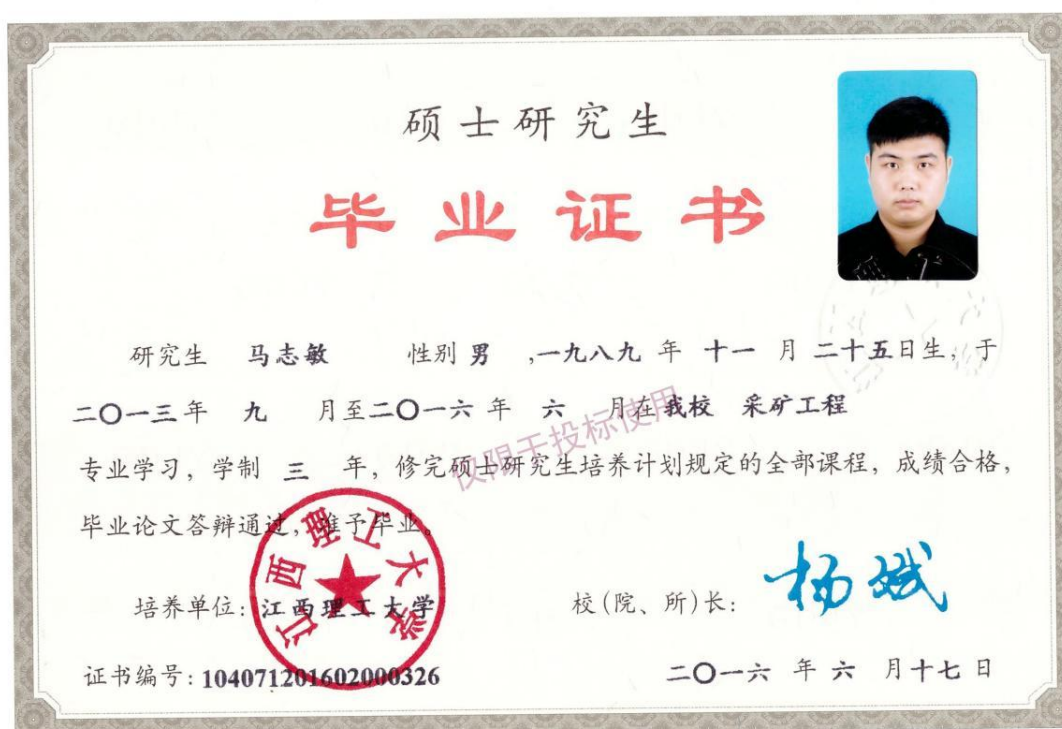 硕士研究生
毕业证书
研究生 马志敏 性别 男 ,一九八九 年 十一 月 二十五日生, 于
二〇一三年 九 月至二〇一六 年 六 月在我校 采矿工程
专业学习, 学制 三 年, 修完硕士研究生培养计划规定的全部课程, 成绩合格,
毕业论文答辩通过, 准予毕业。
仅限于投标使用
培养单位: 江西理工大学
江西理工大学
校(院、所)长: 杨斌
证书编号: 104071201602000326
二〇一六 年 六 月十七 日